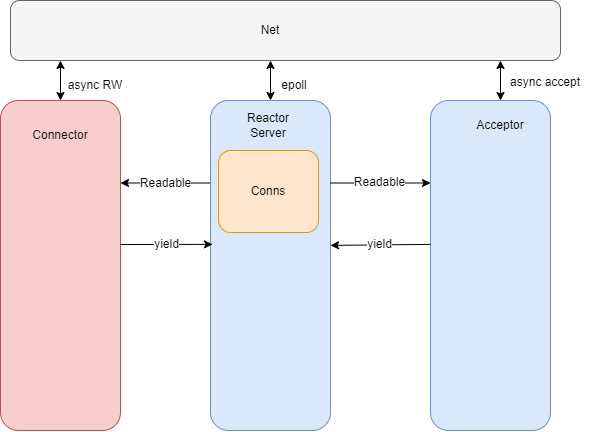 Net
async RW
epoll
async accept
Connector
Reactor
Server
Acceptor
Conns
Readable
Readable
yield
yield